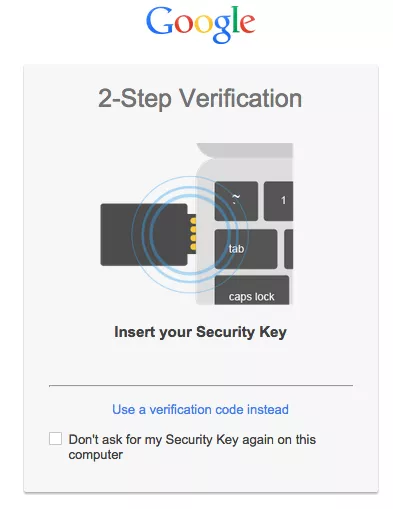 Google
2-Step Verification
~
` 1
tab
caps lock
Insert your Security Key
Use a verification code instead
Don't ask for my Security Key again on this
computer